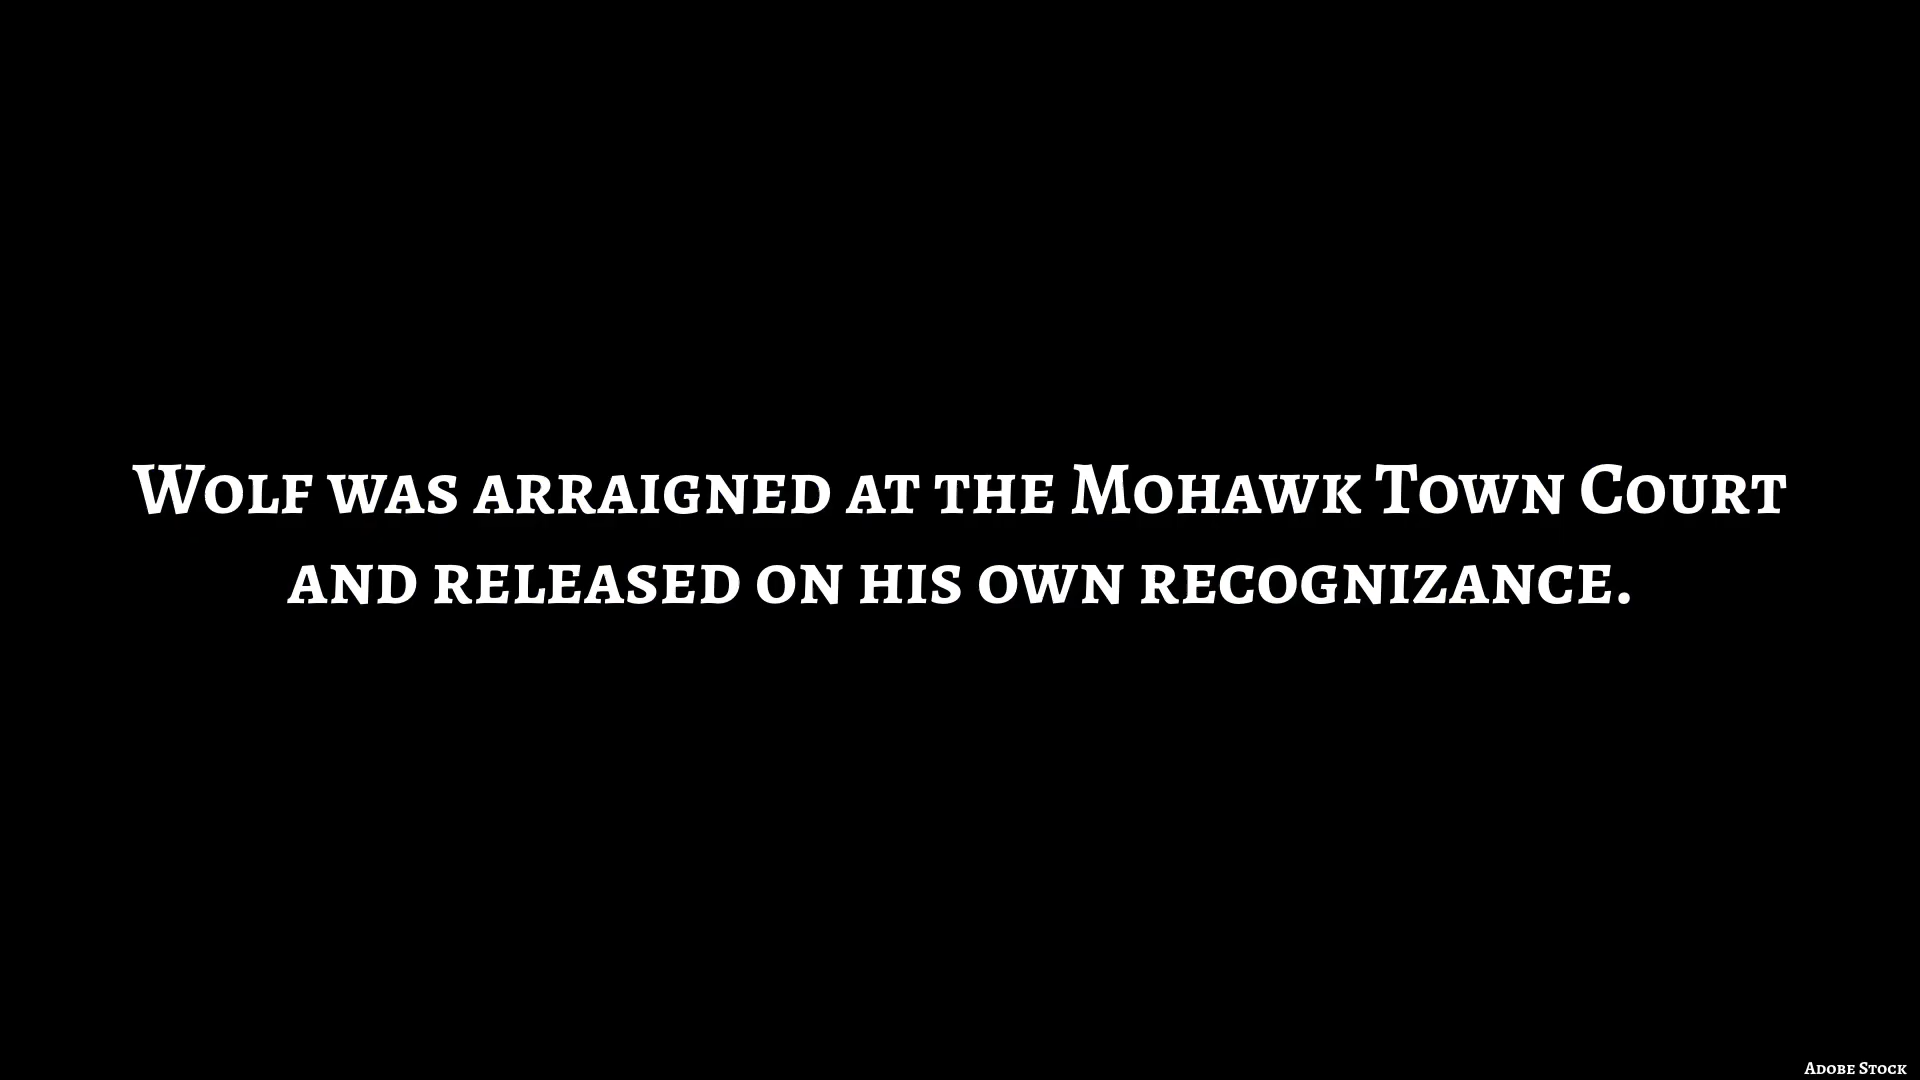 Wolf was arraigned at the Mohawk Town Court
and released on his own recognizance.
Adobe Stock